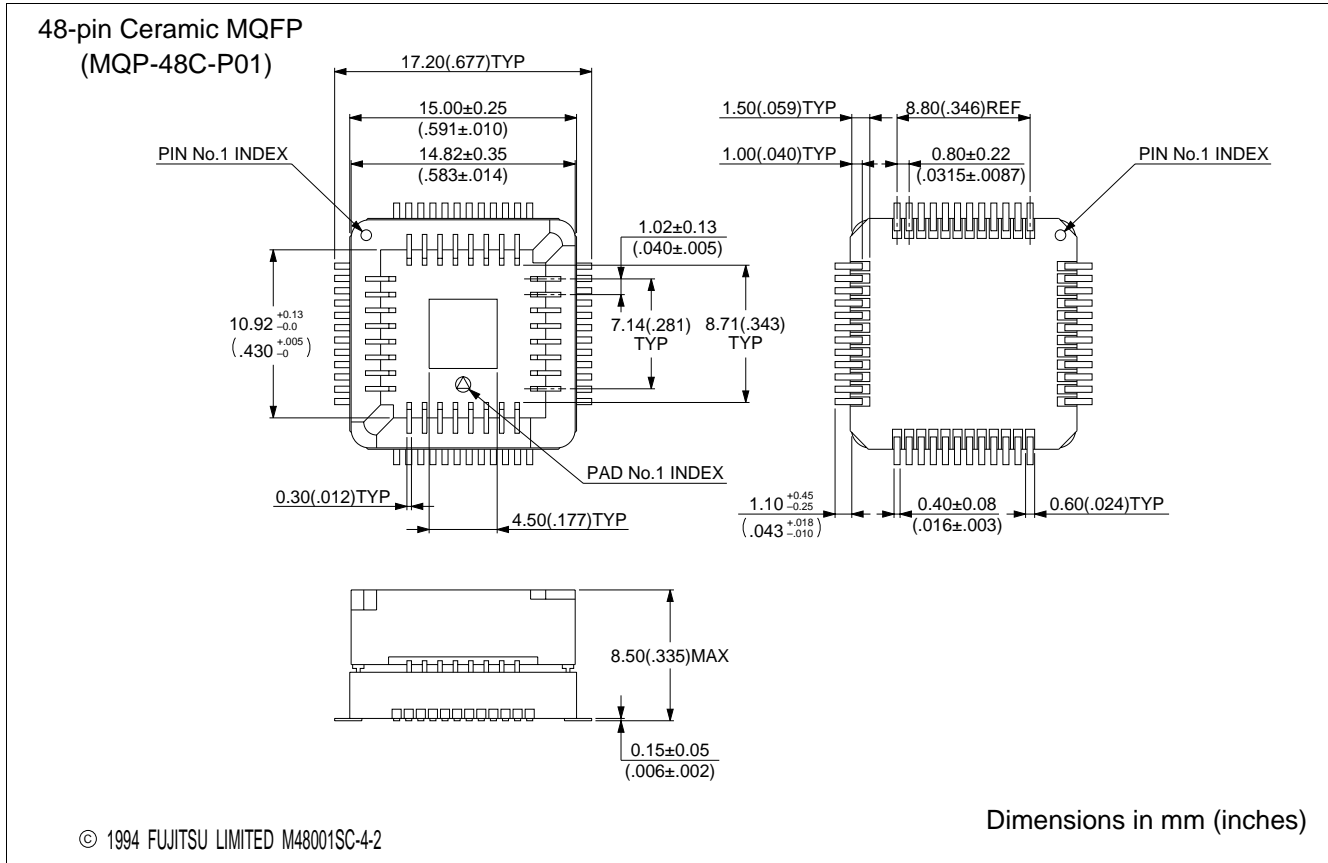 48-pin Ceramic MQFP
(MQP-48C-P01)
17.20(.677)TYP
15.00±0.25
(.591±.010)
14.82±0.35
(.583±.014)
PIN No.1 INDEX
1.02±0.13
(.040±.005)
10.92 +0.13 –0.0
(.430 +.005 –0 )
7.14(.281)
TYP
8.71(.343)
TYP
PAD No.1 INDEX
0.30(.012)TYP
4.50(.177)TYP
1.50(.059)TYP
8.80(.346)REF
1.00(.040)TYP
0.80±0.22
(.0315±.0087)
PIN No.1 INDEX
1.10 +0.45 –0.25
(.043 +.018 –.010 )
0.40±0.08
(.016±.003)
0.60(.024)TYP
8.50(.335)MAX
0.15±0.05
(.006±.002)
© 1994 FUJITSU LIMITED M48001SC-4-2
Dimensions in mm (inches)